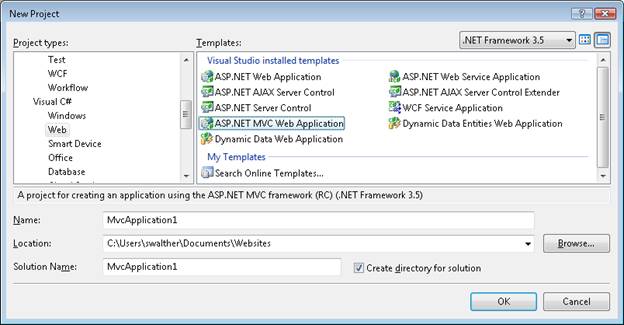 New Project
Project types:
Templates:
.NET Framework 3.5
Test
WCF
Workflow
Visual C#
Windows
Web
Smart Device
Office
Database
Visual Studio installed templates
ASP.NET Web Application
ASP.NET Web Service Application
ASP.NET AJAX Server Control
ASP.NET AJAX Server Control Extender
ASP.NET Server Control
WCF Service Application
ASP.NET MVC Web Application
Dynamic Data Entities Web Application
Dynamic Data Web Application
My Templates
Search Online Templates...
A project for creating an application using the ASP.NET MVC framework (RC) (.NET Framework 3.5)
Name:
MvcApplication1
Location:
C:\Users\swalther\Documents\Websites
Browse...
Solution Name:
MvcApplication1
Create directory for solution
OK
Cancel